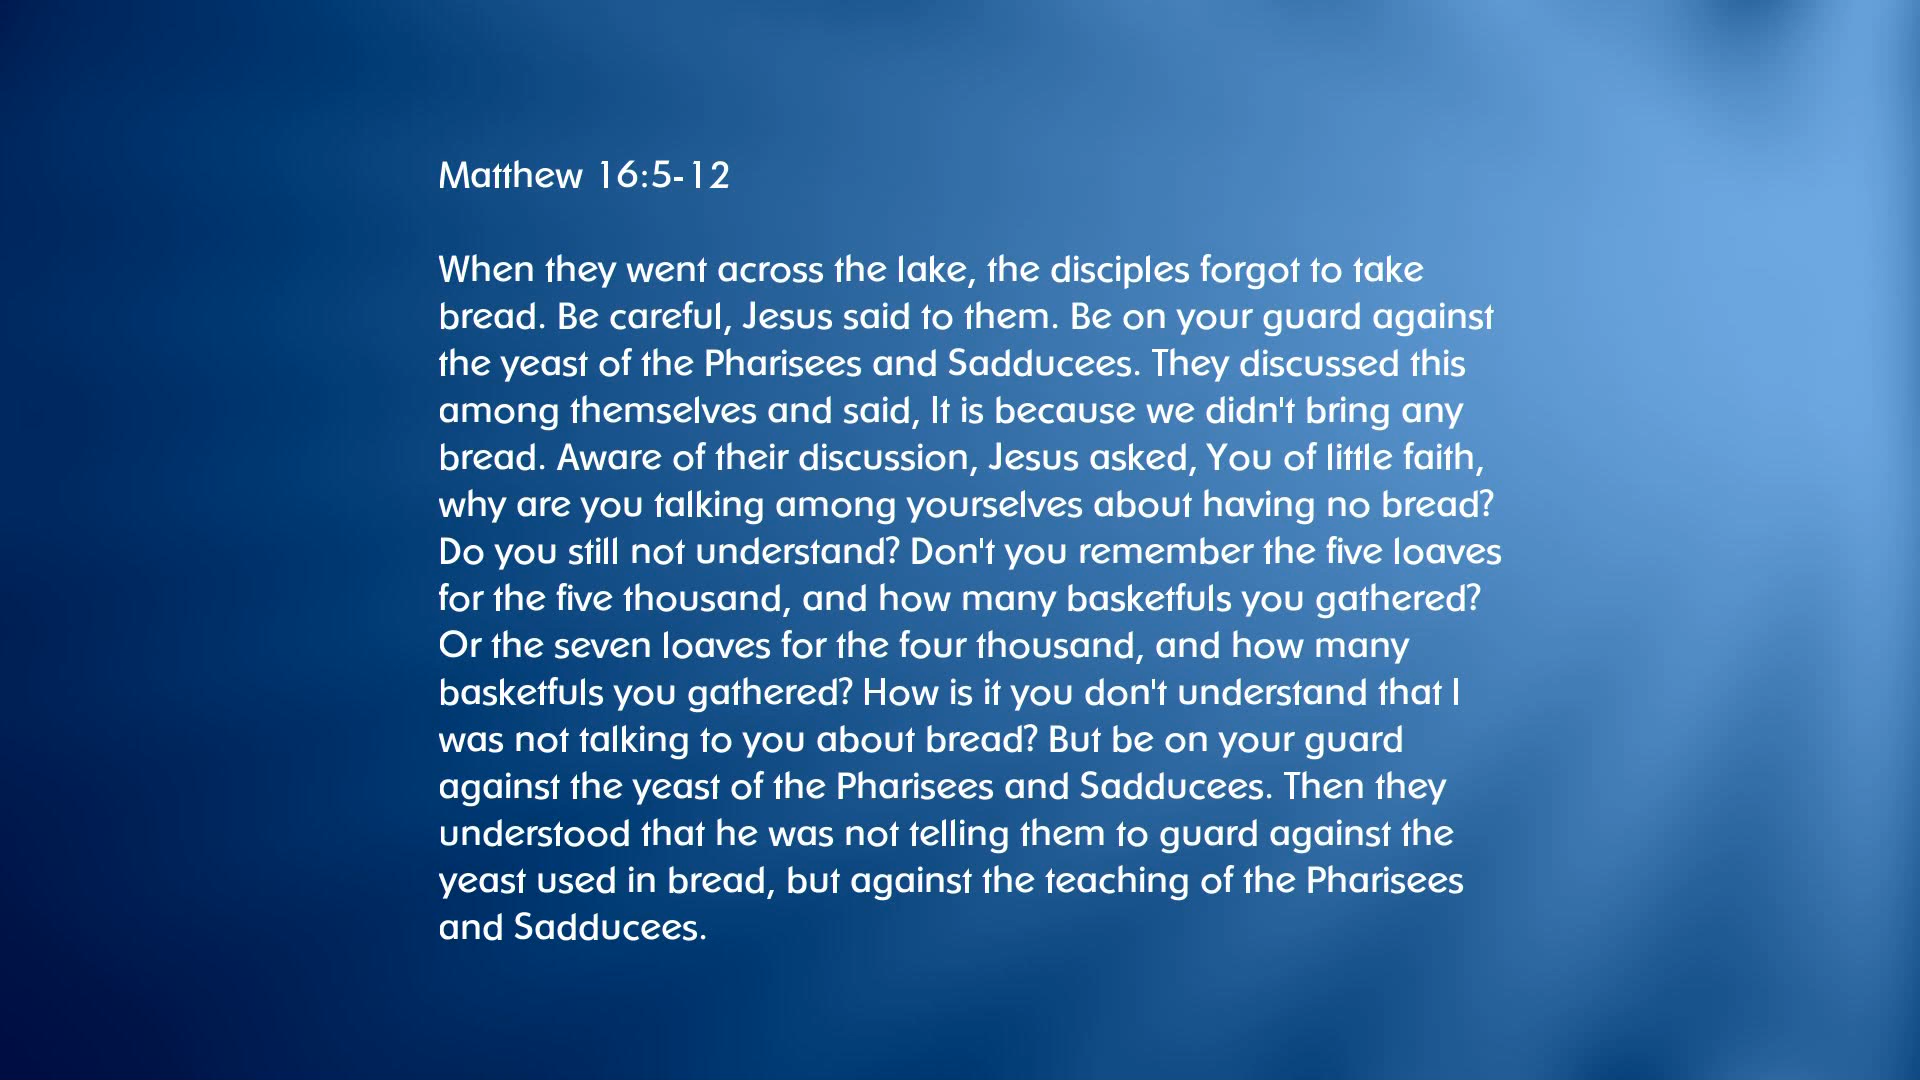 Matthew 16:5-12
When they went across the lake, the disciples forgot to take
bread. Be careful, Jesus said to them. Be on your guard against
the yeast of the Pharisees and Sadducees. They discussed this
among themselves and said, It is because we didn't bring any
bread. Aware of their discussion, Jesus asked, You of little faith,
why are you talking among yourselves about having no bread?
Do you still not understand? Don't you remember the five loaves
for the five thousand, and how many basketfuls you gathered?
Or the seven loaves for the four thousand, and how many
basketfuls you gathered? How is it you don't understand that I
was not talking to you about bread? But be on your guard
against the yeast of the Pharisees and Sadducees. Then they
understood that he was not telling them to guard against the
yeast used in bread, but against the teaching of the Pharisees
and Sadducees.